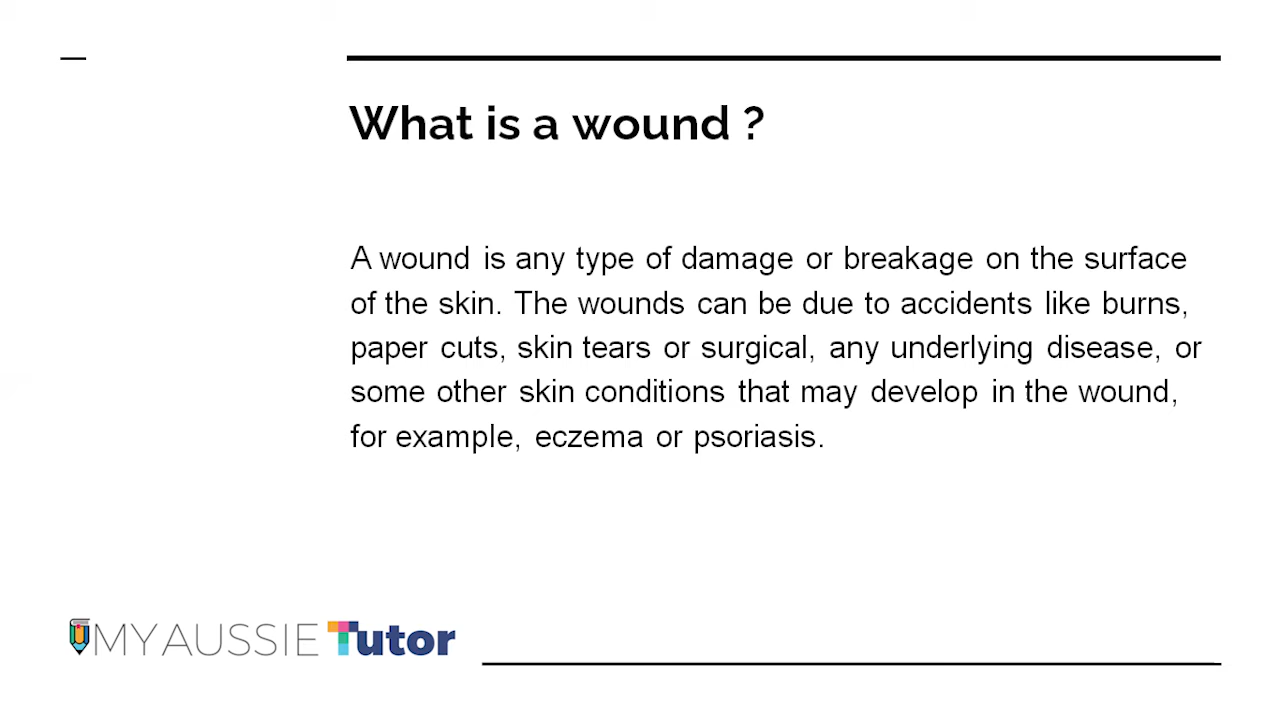 What is a wound ?
A wound is any type of damage or breakage on the surface
of the skin. The wounds can be due to accidents like burns,
paper cuts, skin tears or surgical, any underlying disease, or
some other skin conditions that may develop in the wound,
for example, eczema or psoriasis.
MY AUSSIE Tutor